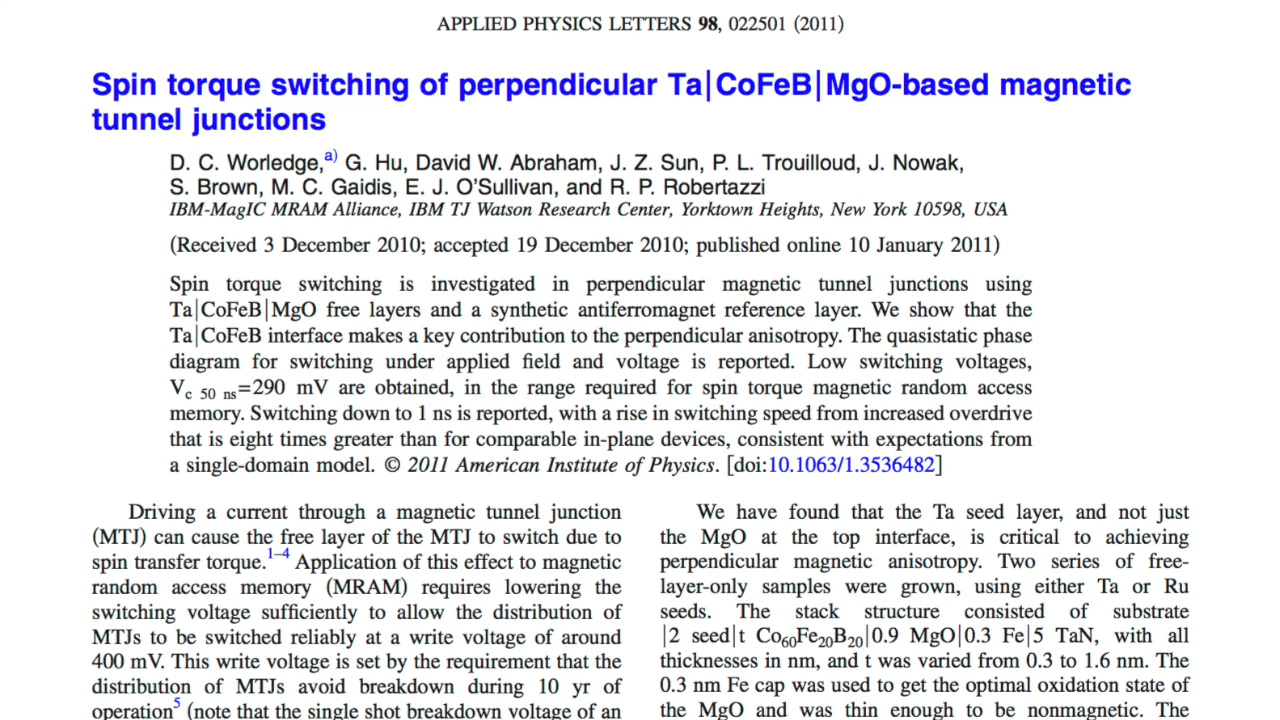 APPLIED PHYSICS LETTERS 98, 022501 (2011)
Spin torque switching of perpendicular Ta|CoFeB|MgO-based magnetic
tunnel junctions
D. C. Worledge,a) G. Hu, David W. Abraham, J. Z. Sun, P. L. Trouilloud, J. Nowak,
S. Brown, M. C. Gaidis, E. J. O'Sullivan, and R. P. Robertazzi
IBM-MagIC MRAM Alliance, IBM TJ Watson Research Center, Yorktown Heights, New York 10598, USA
(Received 3 December 2010; accepted 19 December 2010; published online 10 January 2011)
Spin torque switching is investigated in perpendicular magnetic tunnel junctions using
Ta|CoFeB|MgO free layers and a synthetic antiferromagnet reference layer. We show that the
Ta|CoFeB interface makes a key contribution to the perpendicular anisotropy. The quasistatic phase
diagram for switching under applied field and voltage is reported. Low switching voltages,
Vc 50 ns=290 mV are obtained, in the range required for spin torque magnetic random access
memory. Switching down to 1 ns is reported, with a rise in switching speed from increased overdrive
that is eight times greater than for comparable in-plane devices, consistent with expectations from
a single-domain model. © 2011 American Institute of Physics. [doi:10.1063/1.3536482]
Driving a current through a magnetic tunnel junction
(MTJ) can cause the free layer of the MTJ to switch due to
spin transfer torque.1–4 Application of this effect to magnetic
random access memory (MRAM) requires lowering the
switching voltage sufficiently to allow the distribution of
MTJs to be switched reliably at a write voltage of around
400 mV. This write voltage is set by the requirement that the
distribution of MTJs avoid breakdown during 10 yr of
operation5 (note that the single shot breakdown voltage of an
We have found that the Ta seed layer, and not just
the MgO at the top interface, is critical to achieving
perpendicular magnetic anisotropy. Two series of free-
layer-only samples were grown, using either Ta or Ru
seeds. The stack structure consisted of substrate
|2 seed|t Co60Fe20B20|0.9 MgO|0.3 Fe|5 TaN, with all
thicknesses in nm, and t was varied from 0.3 to 1.6 nm. The
0.3 nm Fe cap was used to get the optimal oxidation state of
the MgO and was thin enough to be nonmagnetic. The